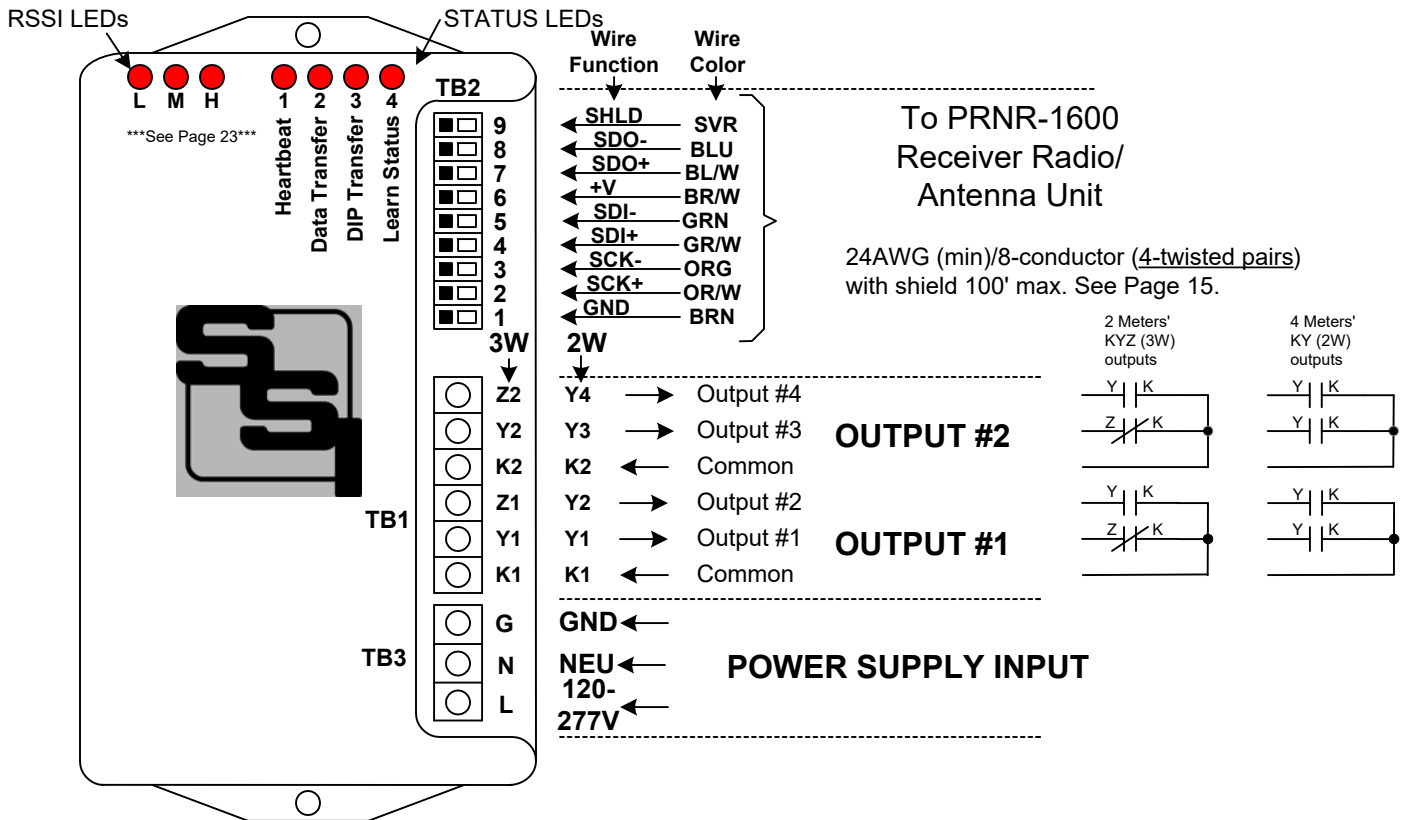 RSSI LEDs
STATUS LEDs
L M H
1 2 3 4
***See Page 23***
Heartbeat
Data Transfer
DIP Transfer
Learn Status
TB2
Wire Function
Wire Color
9 SHLD SVR
8 SDO- BLU
7 SDO+ BL/W
6 +V BR/W
5 SDI- GRN
4 SDI+ GR/W
3 SCK- ORG
2 SCK+ OR/W
1 GND BRN
To PRNR-1600
Receiver Radio/
Antenna Unit
24AWG (min)/8-conductor (4-twisted pairs)
with shield 100' max. See Page 15.
SSI
3W 2W
TB1
Z2 Y4 Output #4
Y2 Y3 Output #3
K2 K2 Common
OUTPUT #2
Z1 Y2 Output #2
Y1 Y1 Output #1
K1 K1 Common
OUTPUT #1
2 Meters'
KYZ (3W)
outputs
Y K
Z K
Y K
Z K
4 Meters'
KY (2W)
outputs
Y K
Y K
Y K
Y K
TB3
G GND
N NEU
L 120-
277V
POWER SUPPLY INPUT